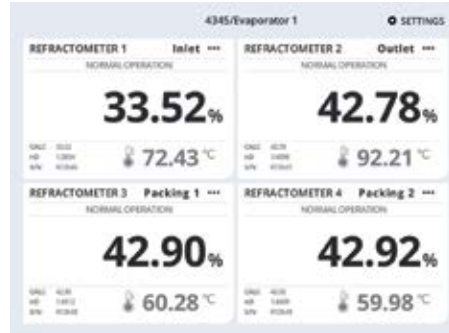 4345/Evaporator 1 SETTINGS
REFRACTOMETER 1 Inlet •••
NORMAL OPERATION
33.52%
72.43 °C
REFRACTOMETER 2 Outlet •••
NORMAL OPERATION
42.78%
92.21 °C
REFRACTOMETER 3 Packing 1 •••
NORMAL OPERATION
42.90%
60.28 °C
REFRACTOMETER 4 Packing 2 •••
NORMAL OPERATION
42.92%
59.98 °C